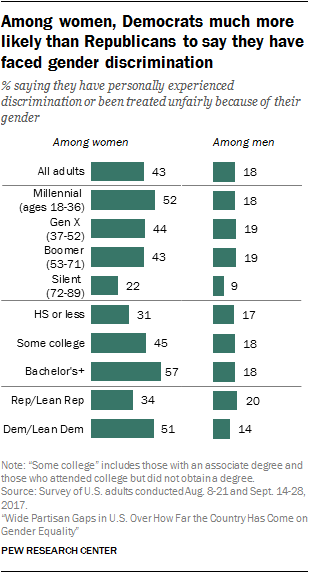 Among women, Democrats much more
likely than Republicans to say they have
faced gender discrimination
% saying they have personally experienced
discrimination or been treated unfairly because of their
gender
Among women Among men
All adults 43 18
Millennial
(ages 18-36) 52 18
Gen X
(37-52) 44 19
Boomer
(53-71) 43 19
Silent
(72-89) 22 9
HS or less 31 17
Some college 45 18
Bachelor's+ 57 18
Rep/Lean Rep 34 20
Dem/Lean Dem 51 14
Note: “Some college” includes those with an associate degree and
those who attended college but did not obtain a degree.
Source: Survey of U.S. adults conducted Aug. 8-21 and Sept. 14-28,
2017.
“Wide Partisan Gaps in U.S. Over How Far the Country Has Come on
Gender Equality”
PEW RESEARCH CENTER